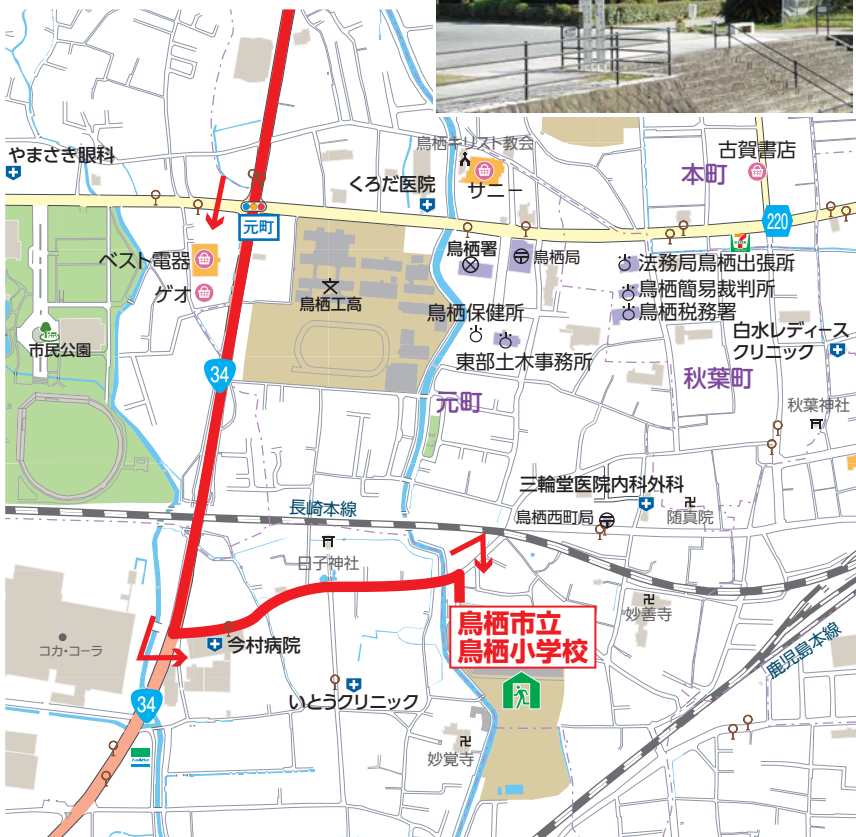 鳥栖キリスト教会
古賀書店
やまさき眼科
本町
くろだ医院
サニー
220
元町
ベスト電器
鳥栖署
鳥栖局
法務局鳥栖出張所
ゲオ
鳥栖工高
鳥栖簡易裁判所
鳥栖保健所
鳥栖税務署
市民公園
東部土木事務所
白水レディース
クリニック
34
秋葉町
元町
秋葉神社
三輪堂医院内科外科
長崎本線
鳥栖西町局
随真院
日子神社
妙善寺
鳥栖市立
鳥栖小学校
今村病院
コカ・コーラ
鹿児島本線
いとうクリニック
34
妙覚寺